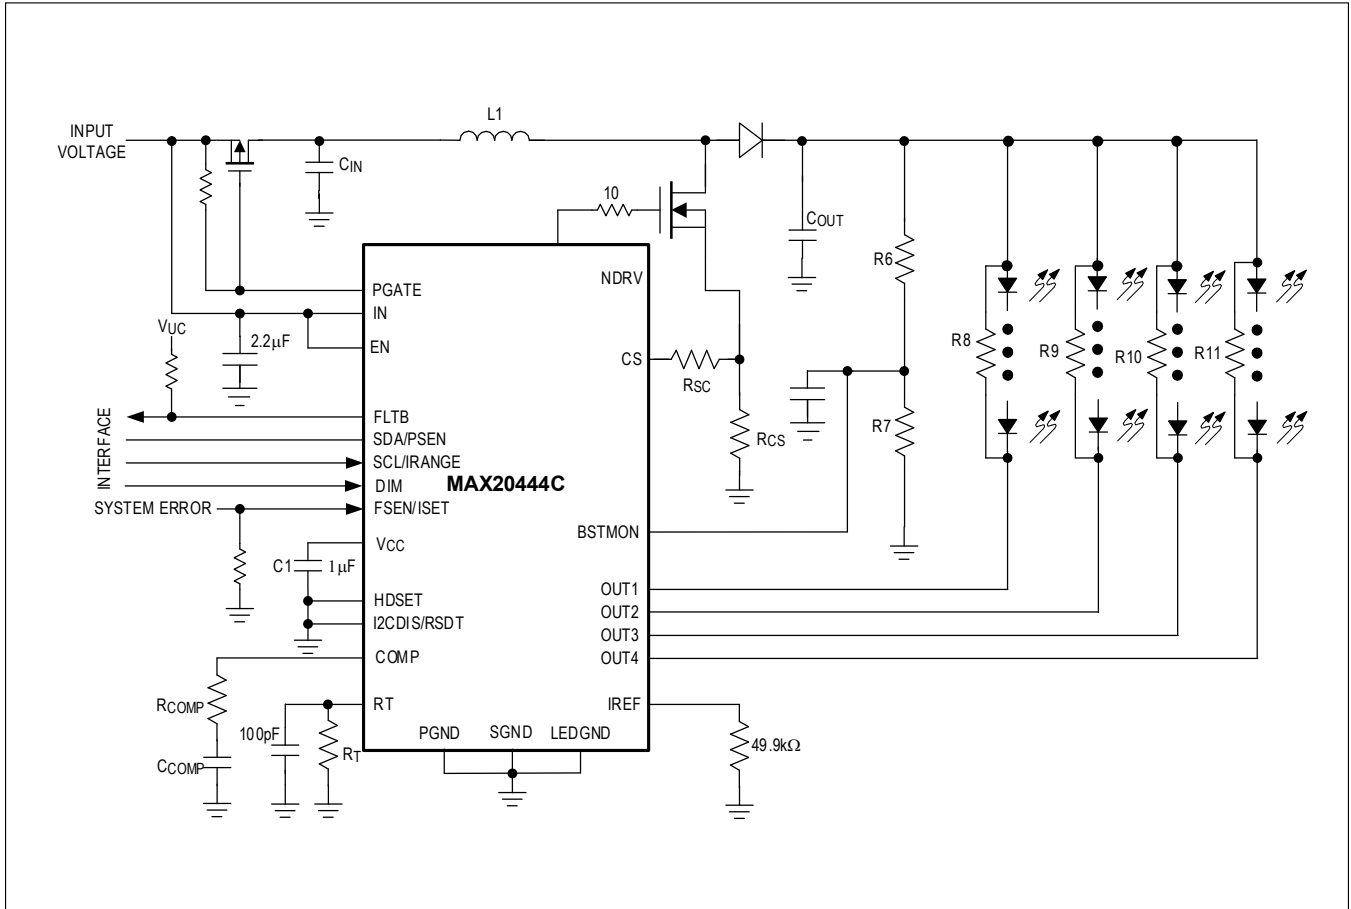 L1
INPUT
VOLTAGE
CIN
10
COUT
R6
NDRV
PGATE
IN
VUC
2.2μF
EN
CS
RSC
R8
R9
R10
R11
FLTB
INTERFACE
SDA/PSEN
SCL/IRANGE
DIM
MAX20444C
RCS
R7
SYSTEM ERROR
FSEN/ISET
BSTMON
VCC
C1
1μF
HDSET
I2CDIS/RSDT
OUT1
OUT2
OUT3
OUT4
COMP
RCOMP
RT
IREF
100pF
RT
PGND
SGND
LEDGND
49.9kΩ
CCOMP